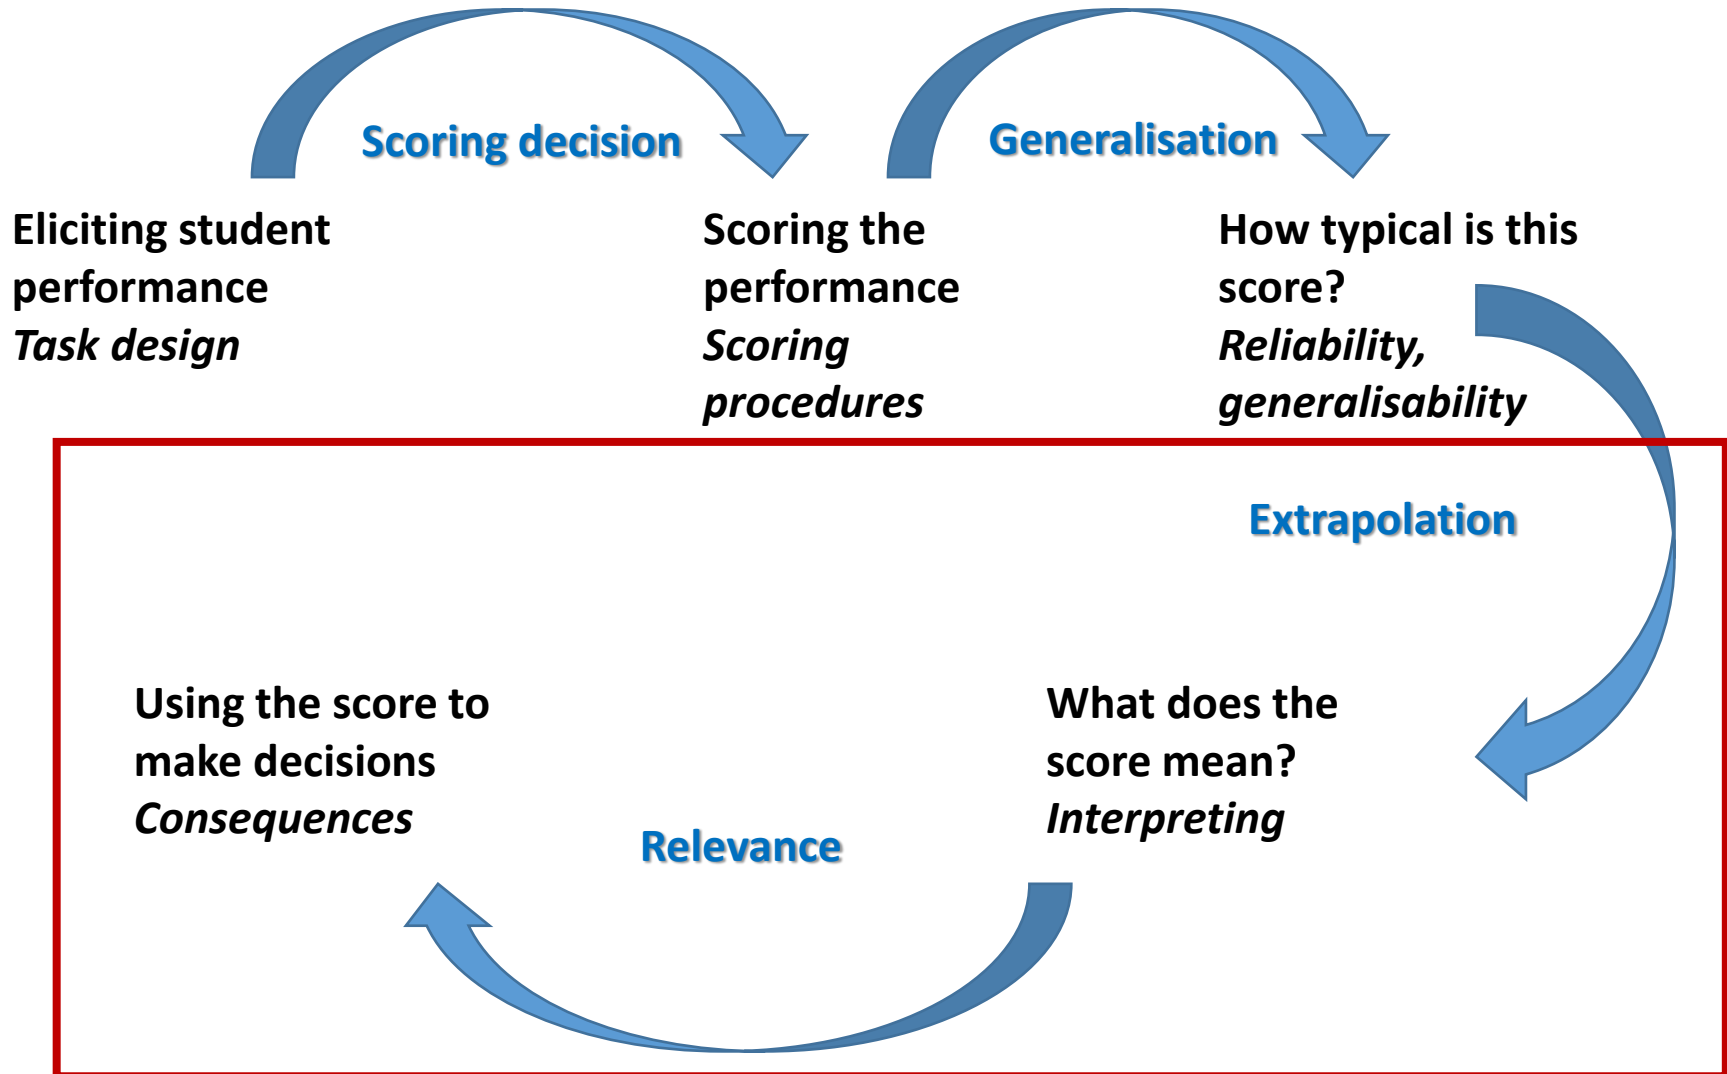 Scoring decision
Generalisation
Eliciting student
performance
Task design
Scoring the
performance
Scoring
procedures
How typical is this
score?
Reliability,
generalisability
Extrapolation
What does the
score mean?
Interpreting
Relevance
Using the score to
make decisions
Consequences